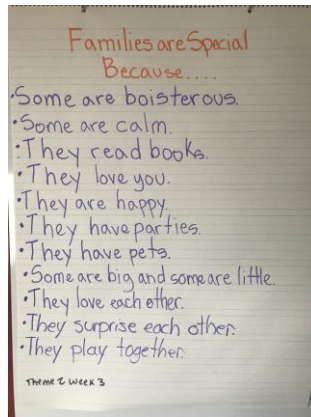 Families are Special
Because....
•Some are boisterous.
•Some are calm.
•They read books.
•They love you.
•They are happy.
•They have parties.
•They have pets.
•Some are big and some are little.
•They love each other.
•They surprise each other.
•They play together.
Theme 2 Week 3